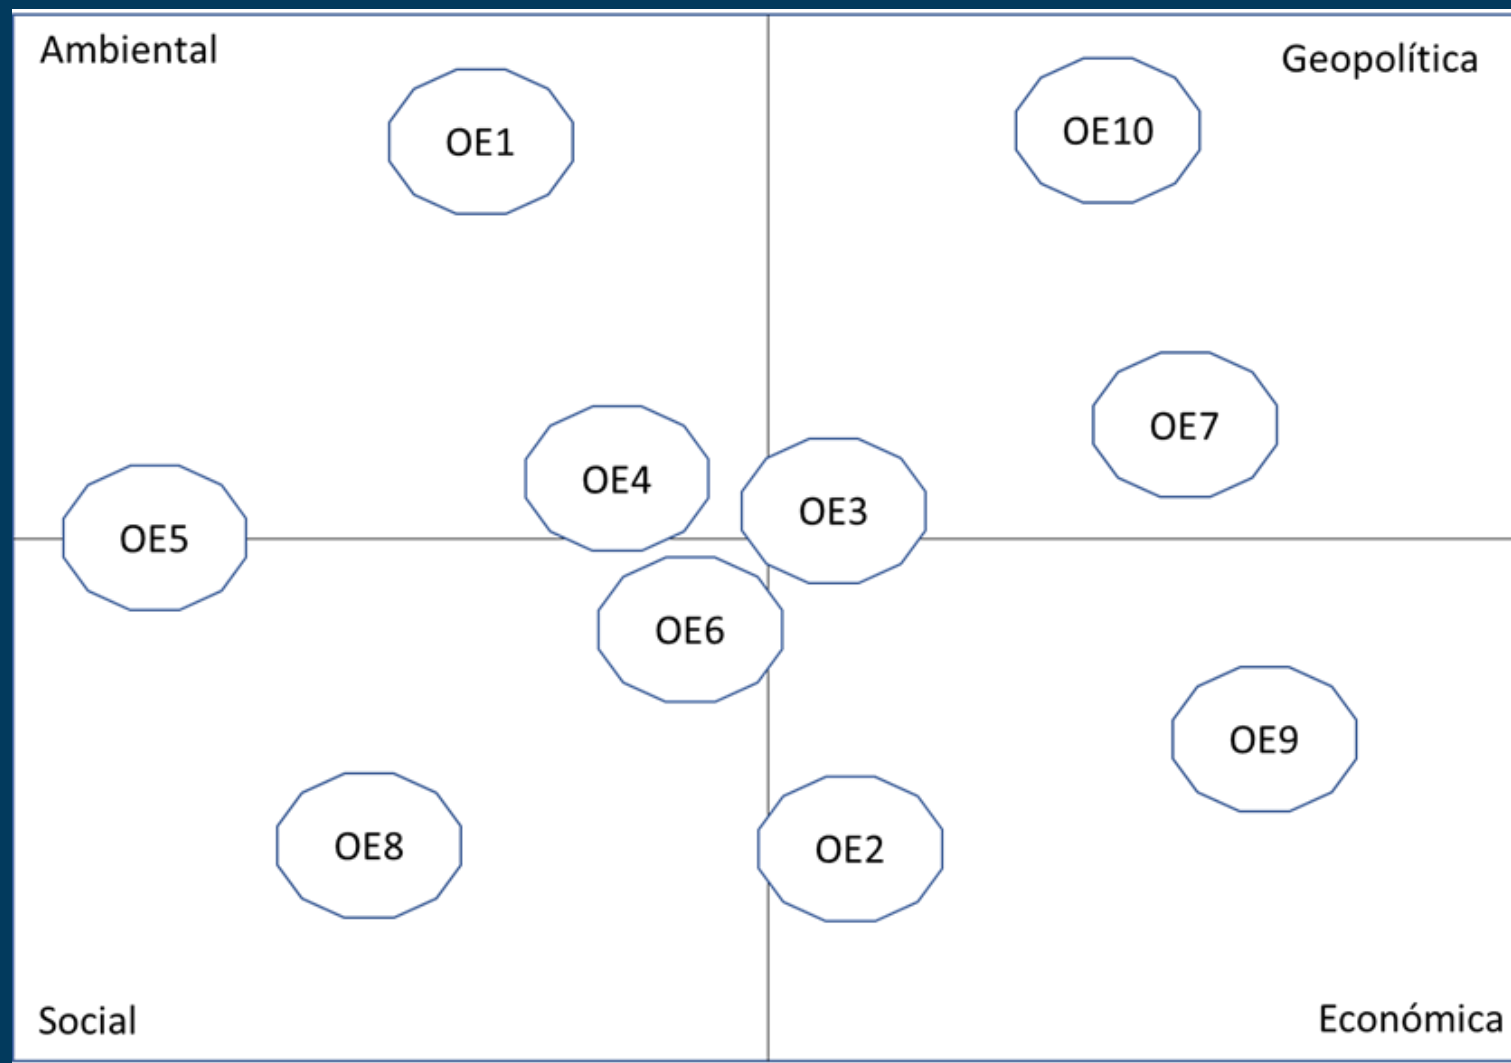 Ambiental
Geopolítica
OE1
OE10
OE7
OE4
OE3
OE5
OE6
OE9
OE8
OE2
Social
Económica